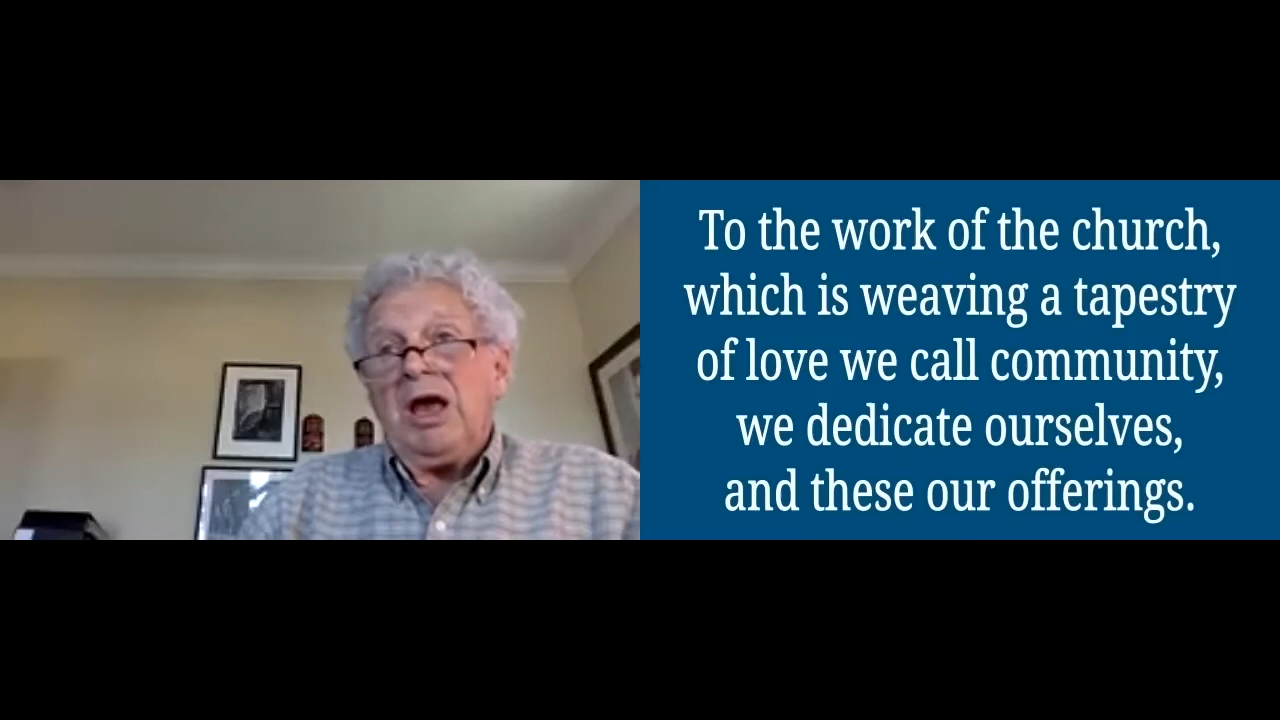 To the work of the church,
which is weaving a tapestry
of love we call community,
we dedicate ourselves,
and these our offerings.